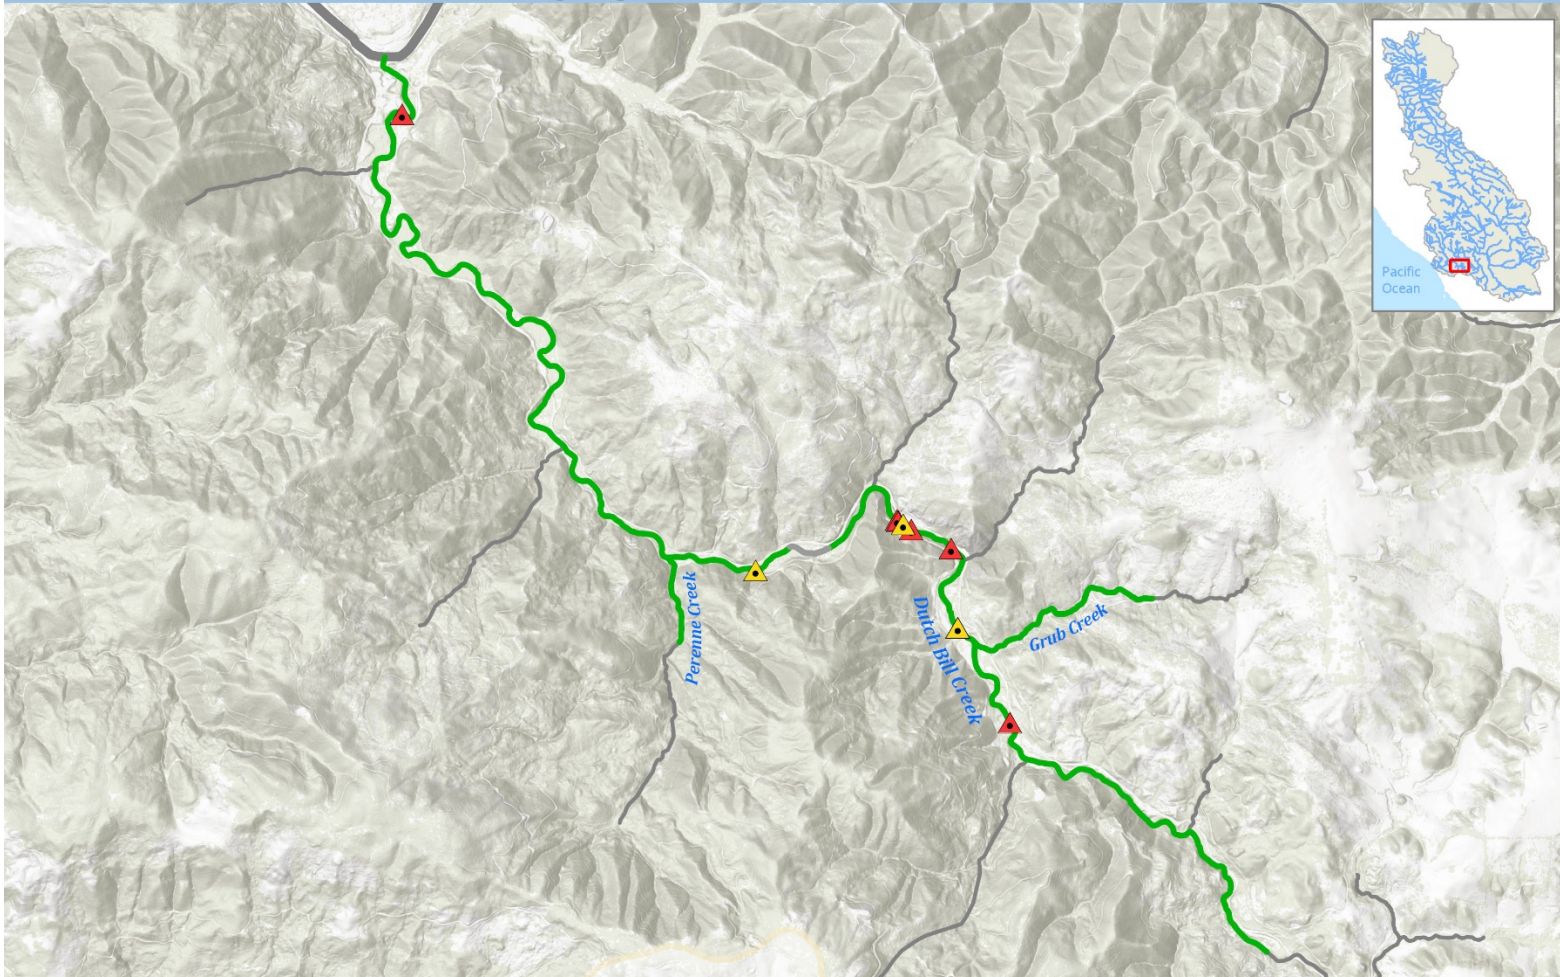 Pacific
Ocean
Perenne Creek
Dutch Bill Creek
Grub Creek